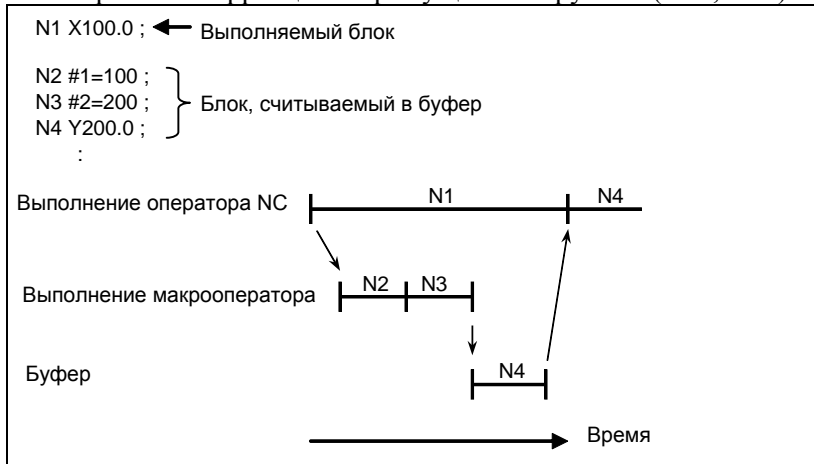 N1 X100.0 ; Выполняемый блок
N2 #1=100 ;
N3 #2=200 ; Блок, считываемый в буфер
N4 Y200.0 ;
:
Выполнение оператора NC N1 N4
Выполнение макрооператора N2 N3
Буфер N4
Время